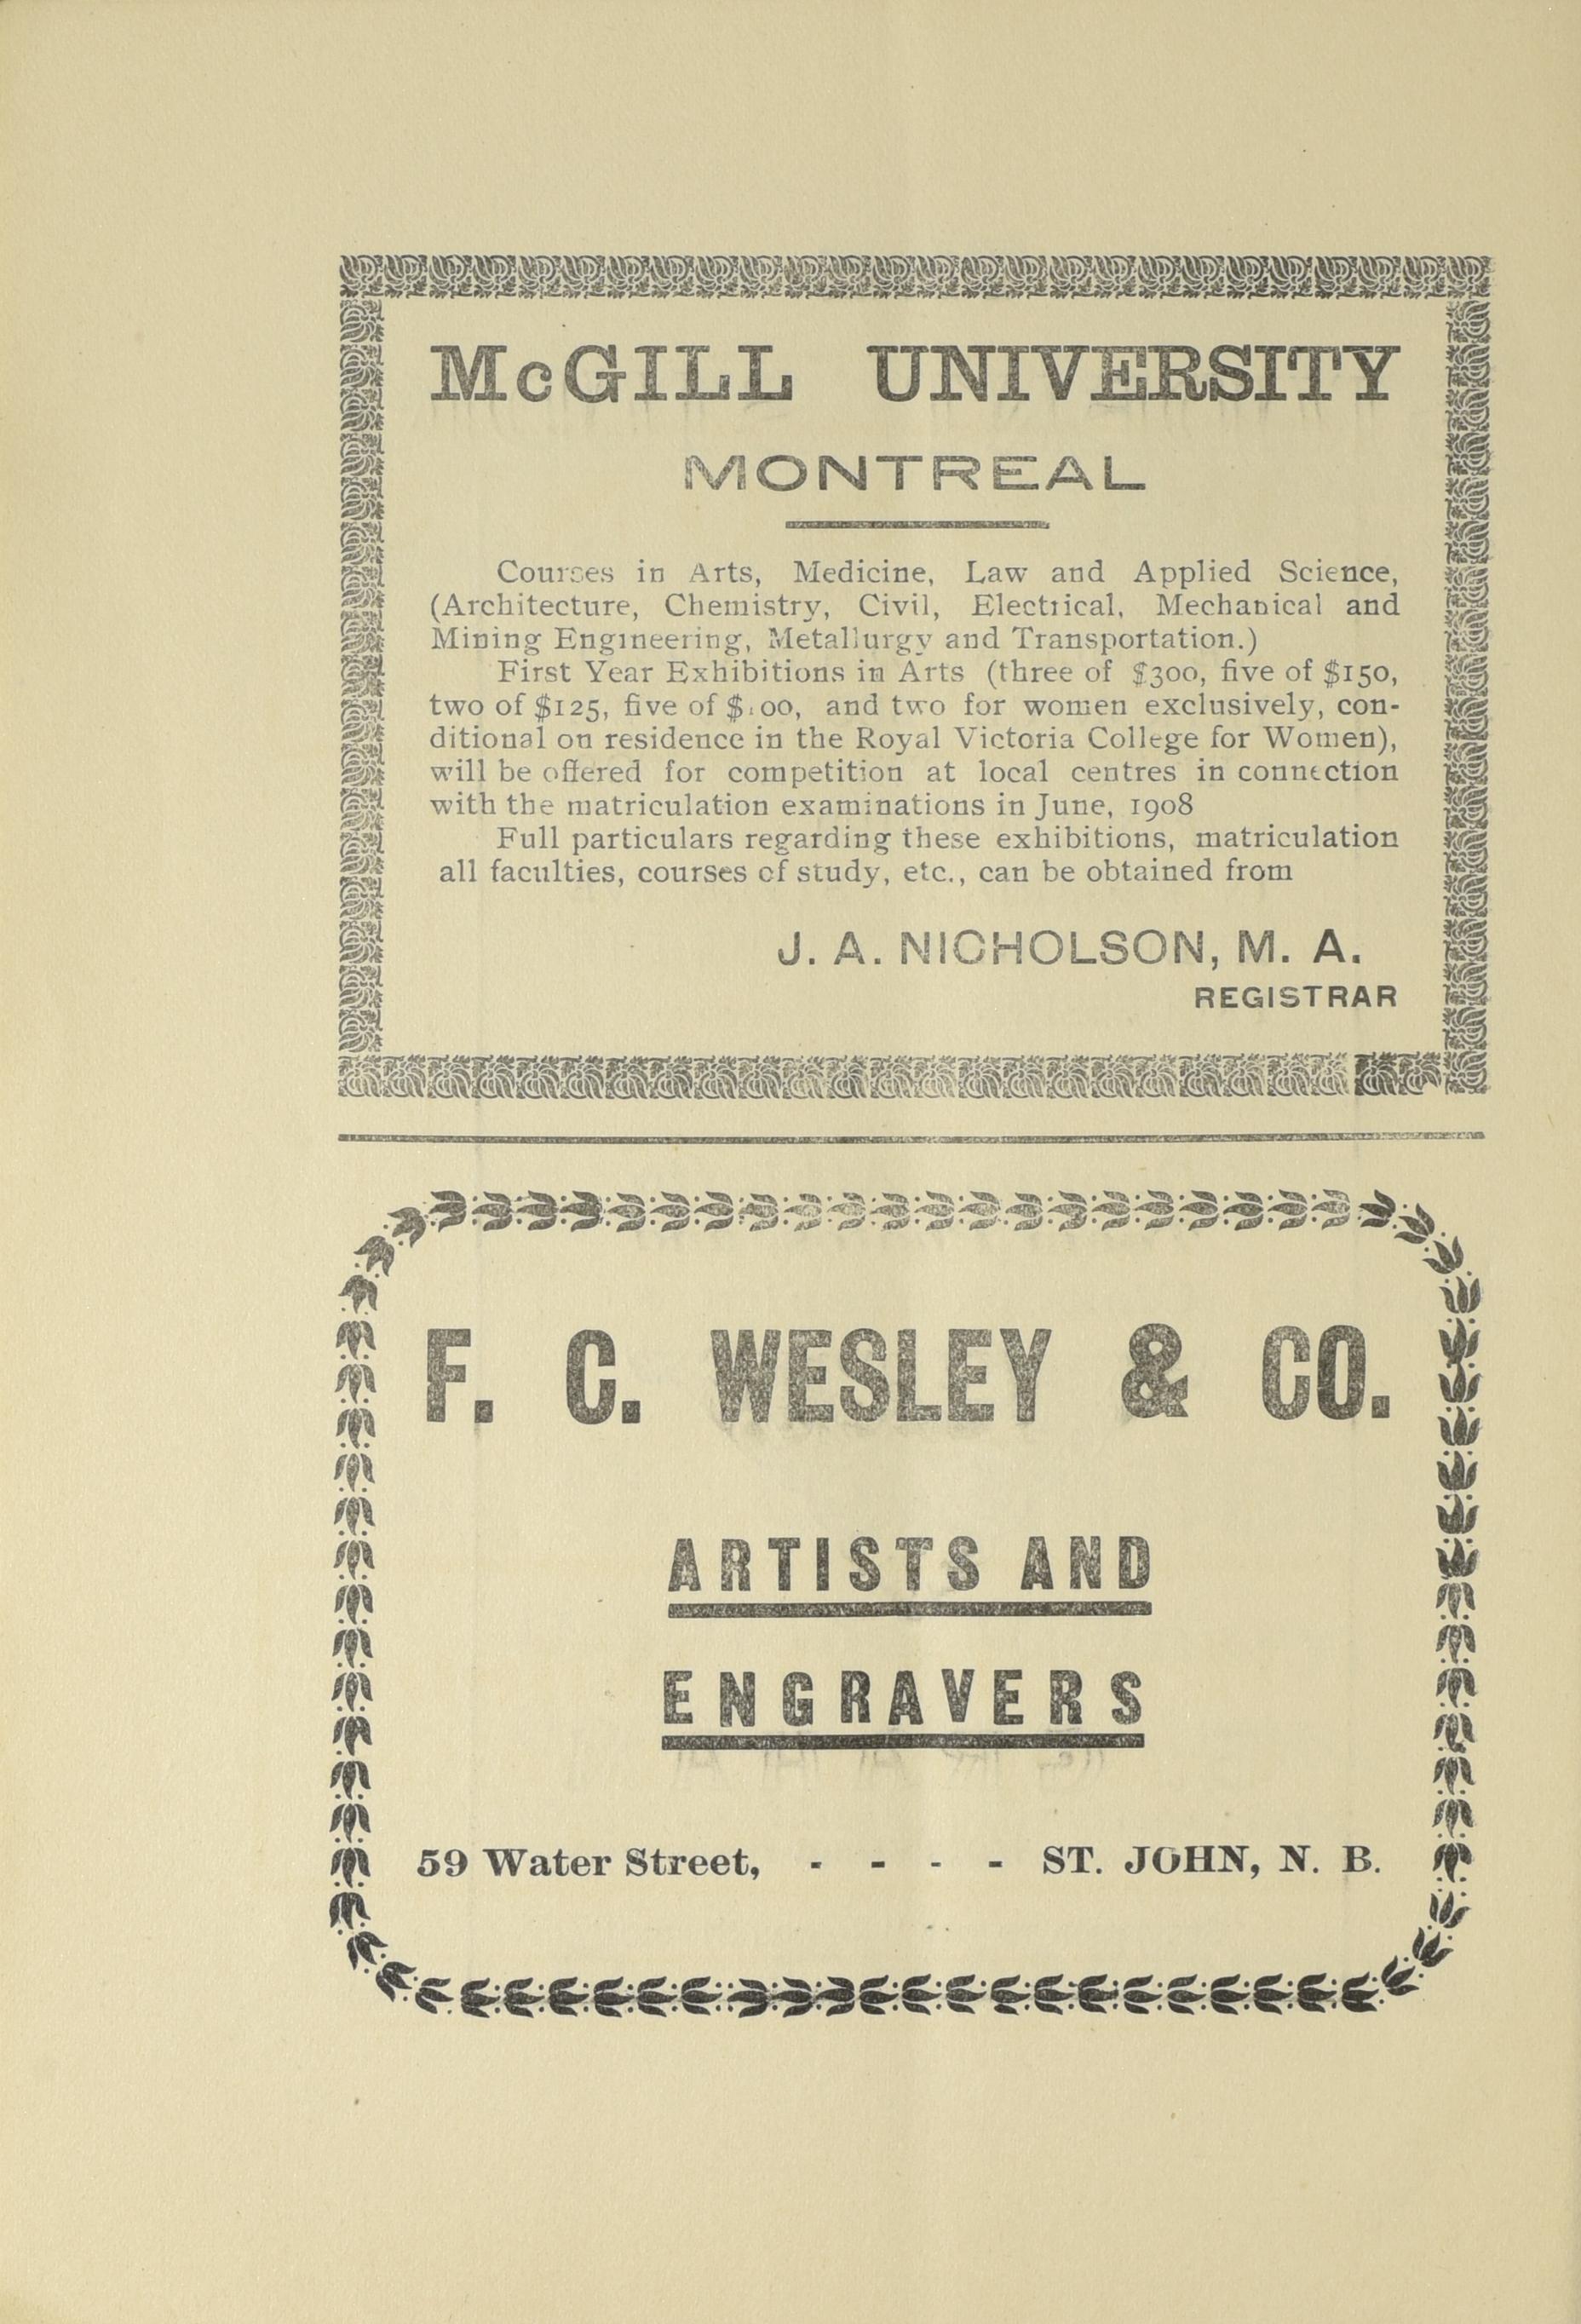 McGILL UNIVERSITY
MONTREAL
Courses in Arts, Medicine, Law and Applied Science,
(Architecture, Chemistry, Civil, Electrical, Mechanical and
Mining Engineering, Metallurgy and Transportation.)
First Year Exhibitions in Arts (three of $300, five of $150,
two of $125, five of $100, and two for women exclusively, con-
ditional on residence in the Royal Victoria College for Women),
will be offered for competition at local centres in connection
with the matriculation examinations in June, 1908
Full particulars regarding these exhibitions, matriculation
all faculties, courses of study, etc., can be obtained from
J. A. NICHOLSON, M. A.
REGISTRAR
F. C. WESLEY & CO.
ARTISTS AND
ENGRAVERS
59 Water Street, - - - - ST. JOHN, N. B.